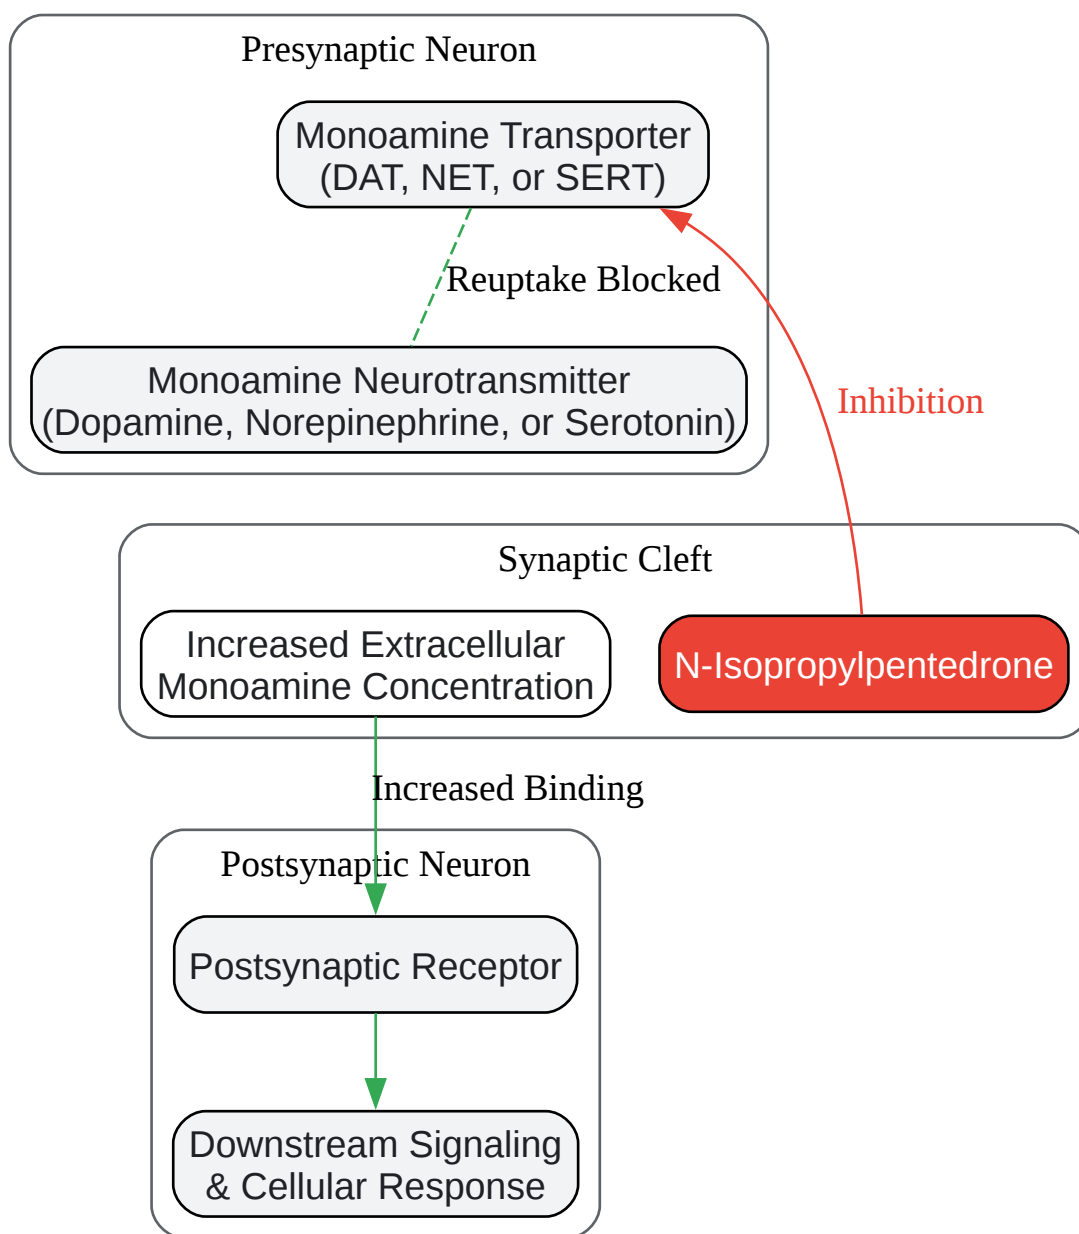 Presynaptic Neuron
Monoamine Transporter
(DAT, NET, or SERT)
Reuptake Blocked
Monoamine Neurotransmitter
(Dopamine, Norepinephrine, or Serotonin)
Inhibition
Synaptic Cleft
Increased Extracellular
Monoamine Concentration
N-Isopropylpentedrone
Increased Binding
Postsynaptic Neuron
Postsynaptic Receptor
Downstream Signaling
& Cellular Response